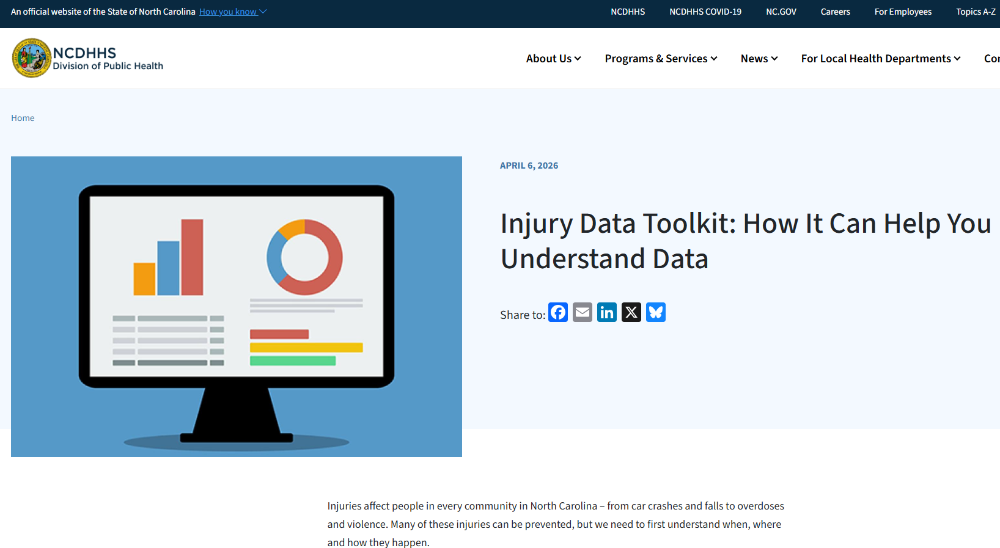 An official website of the State of North Carolina How you know
NCDHHS NCDHHS COVID-19 NC.GOV Careers For Employees Topics A-Z
NCDHHS
Division of Public Health
About Us Programs & Services News For Local Health Departments Con
Home
APRIL 6, 2026
Injury Data Toolkit: How It Can Help You
Understand Data
Share to:
Injuries affect people in every community in North Carolina – from car crashes and falls to overdoses
and violence. Many of these injuries can be prevented, but we need to first understand when, where
and how they happen.